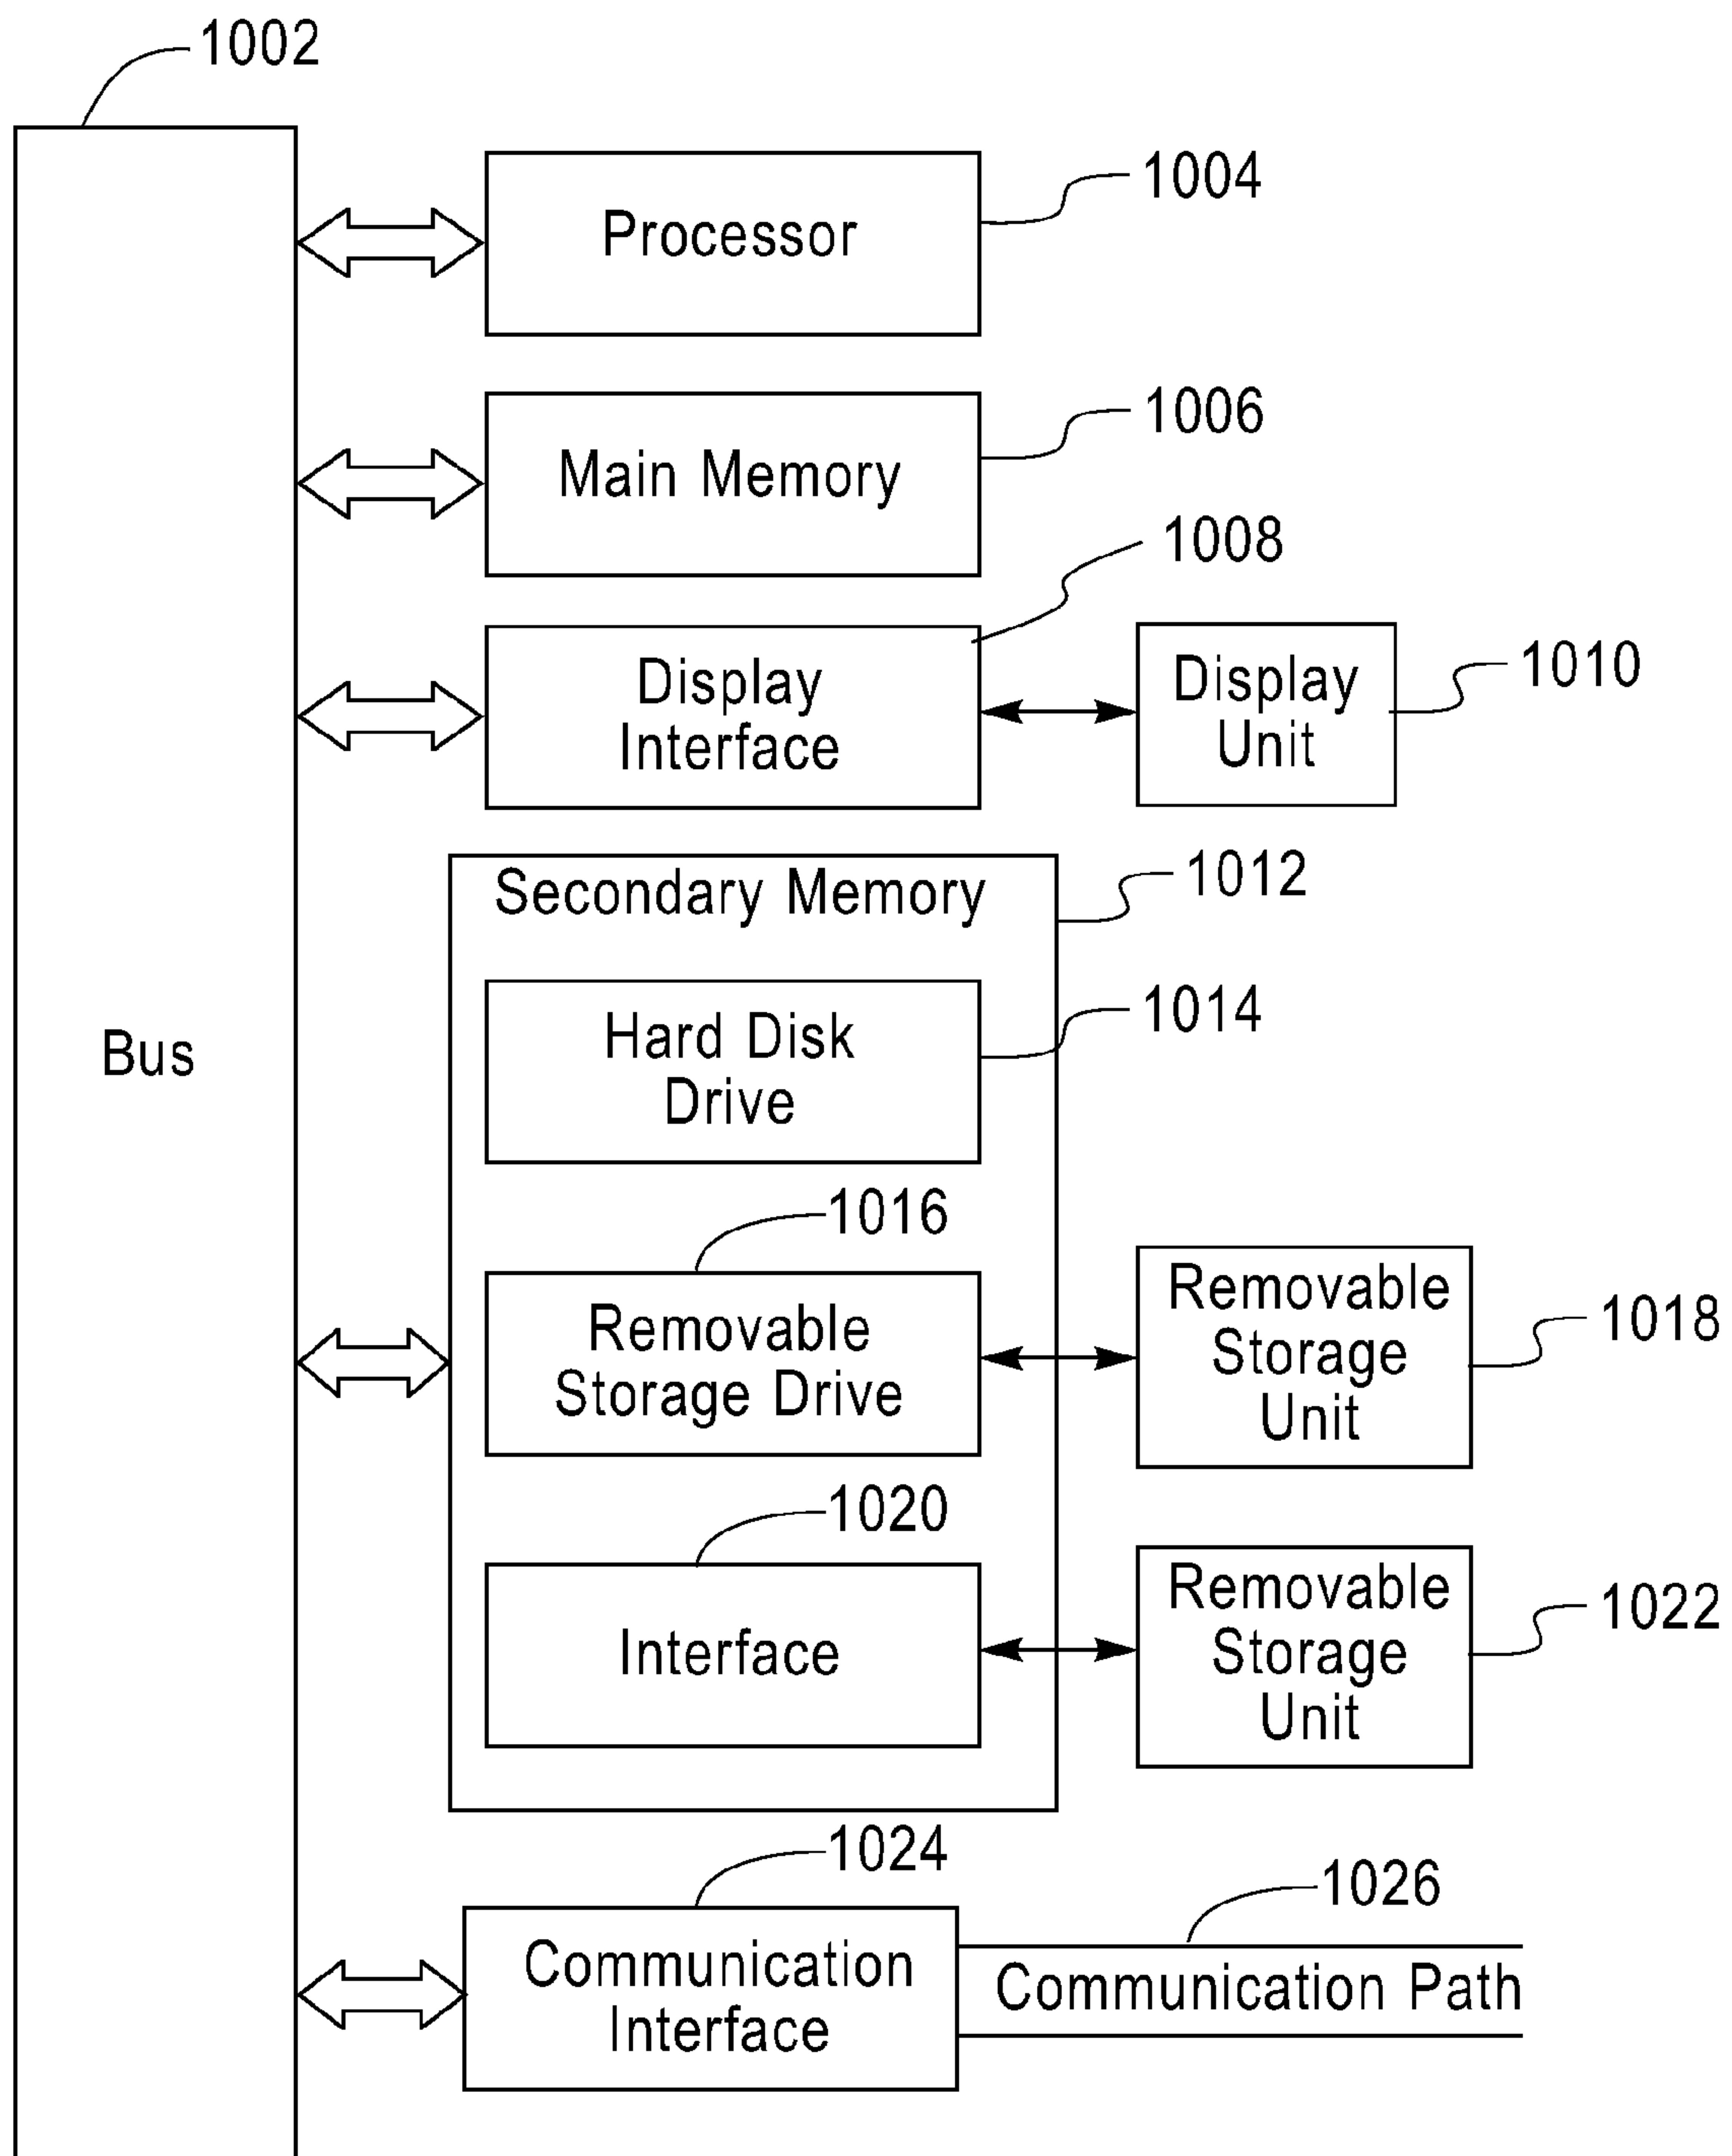 1002
1004
Processor
1006
Main Memory
1008
Display
Interface
Display
Unit
1010
Secondary Memory
1012
Bus
Hard Disk
Drive
1014
1016
Removable
Storage Drive
Removable
Storage
Unit
1018
1020
Interface
Removable
Storage
Unit
1022
1024
Communication
Interface
1026
Communication Path